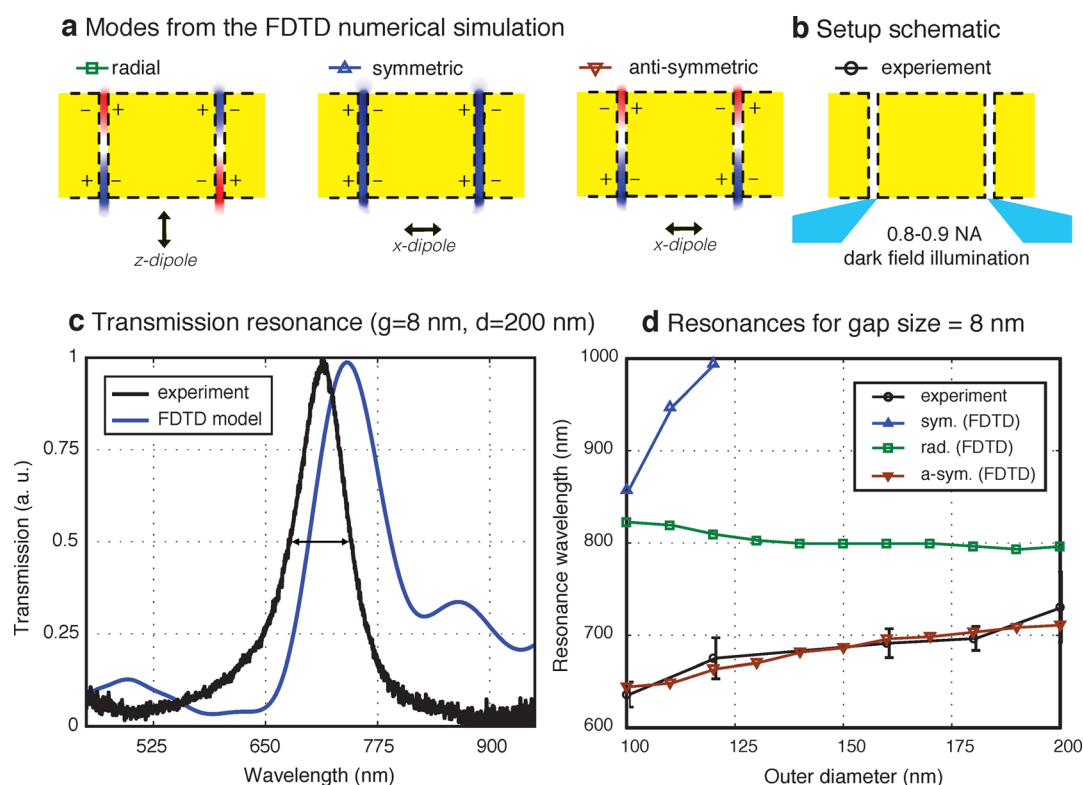 a Modes from the FDTD numerical simulation
radial
symmetric
anti-symmetric
− + + −
+ − − +
+ − + −
+ − + −
− + + −
+ − + −
z-dipole
x-dipole
x-dipole
b Setup schematic
experiement
0.8-0.9 NA
dark field illumination
c Transmission resonance (g=8 nm, d=200 nm)
experiment
FDTD model
Transmission (a. u.)
1
0.75
0.5
0.25
0
525 650 775 900
Wavelength (nm)
d Resonances for gap size = 8 nm
experiment
sym. (FDTD)
rad. (FDTD)
a-sym. (FDTD)
Resonance wavelength (nm)
1000
900
800
700
600
100 125 150 175 200
Outer diameter (nm)